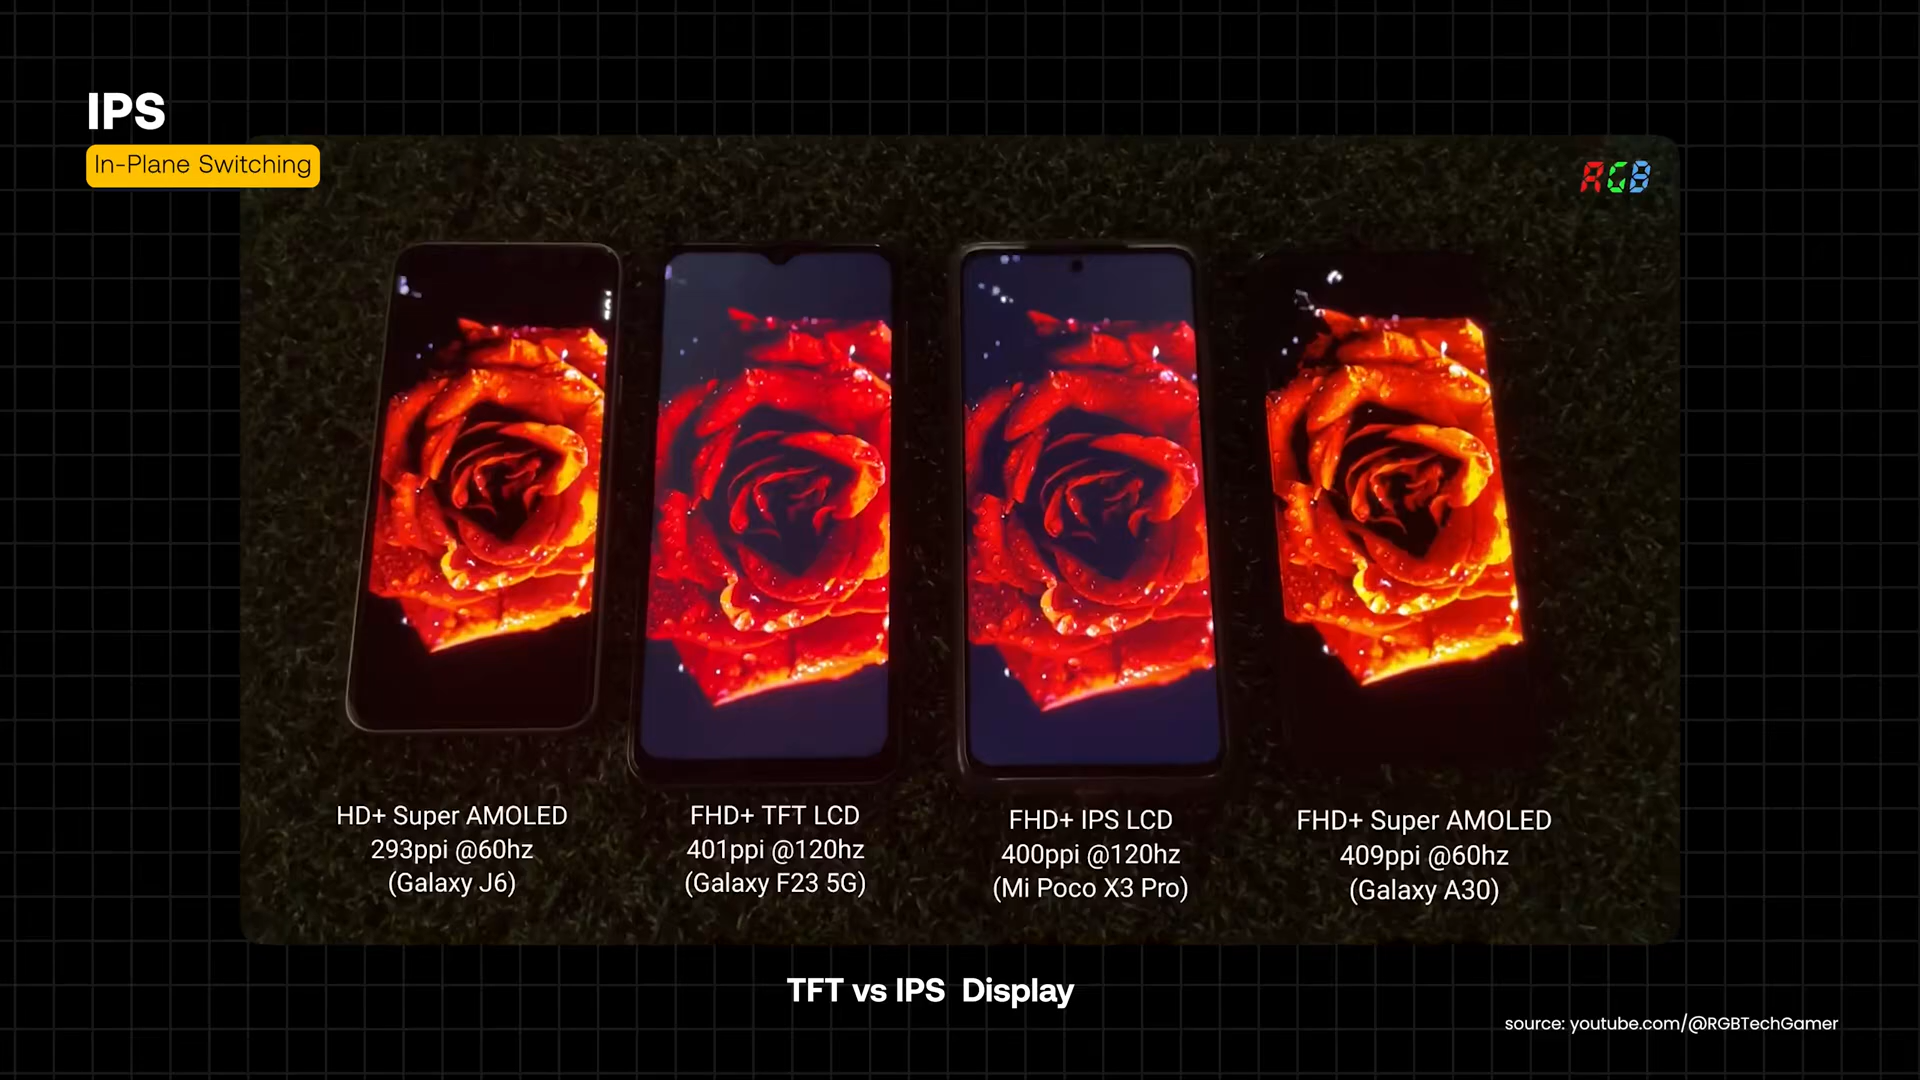 IPS
In-Plane Switching
RGB
HD+ Super AMOLED
293ppi @60hz
(Galaxy J6)
FHD+ TFT LCD
401ppi @120hz
(Galaxy F23 5G)
FHD+ IPS LCD
400ppi @120hz
(Mi Poco X3 Pro)
FHD+ Super AMOLED
409ppi @60hz
(Galaxy A30)
TFT vs IPS Display
source: youtube.com/@RGBTechGamer